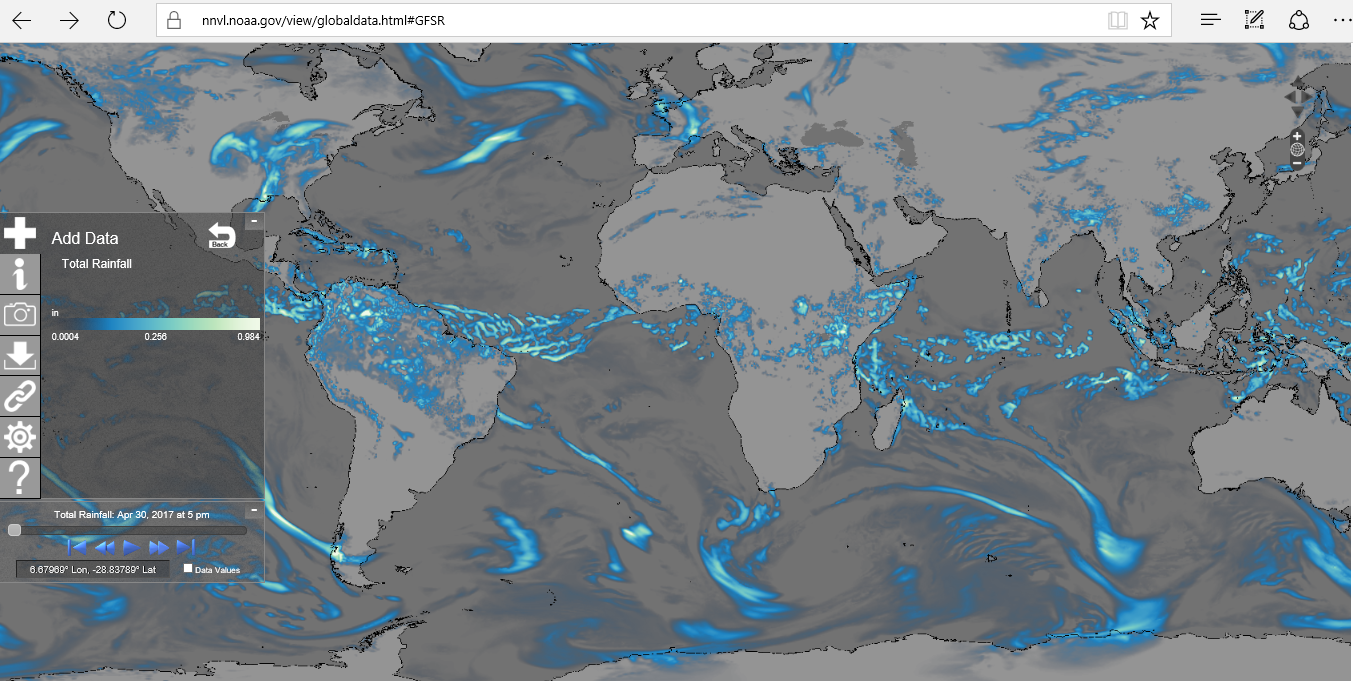 nnvl.noaa.gov/view/globaldata.html#GFSR
Add Data
Back
Total Rainfall
in
0.0004 0.256 0.984
Total Rainfall: Apr 30, 2017 at 5 pm
6.67969° Lon, -28.83789° Lat
Data Values